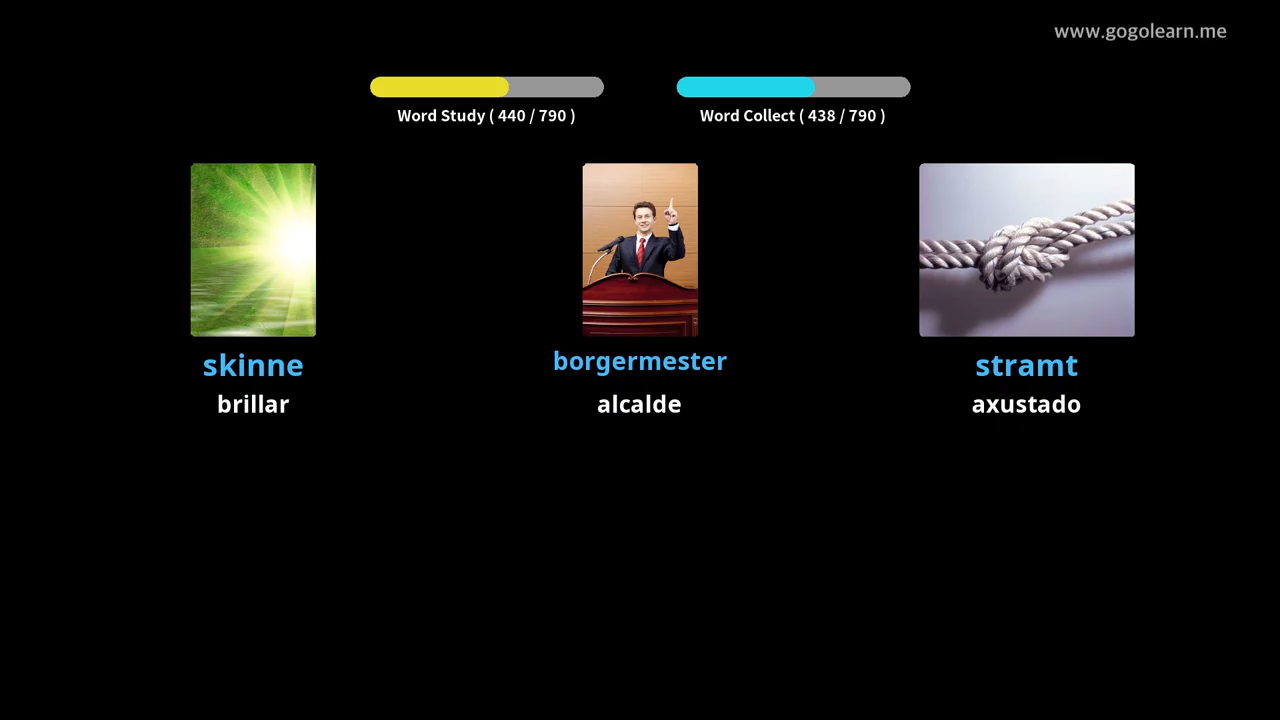 www.gogolearn.me
Word Study ( 440 / 790 )
Word Collect ( 438 / 790 )
skinne
borgermester
stramt
brillar
alcalde
axustado